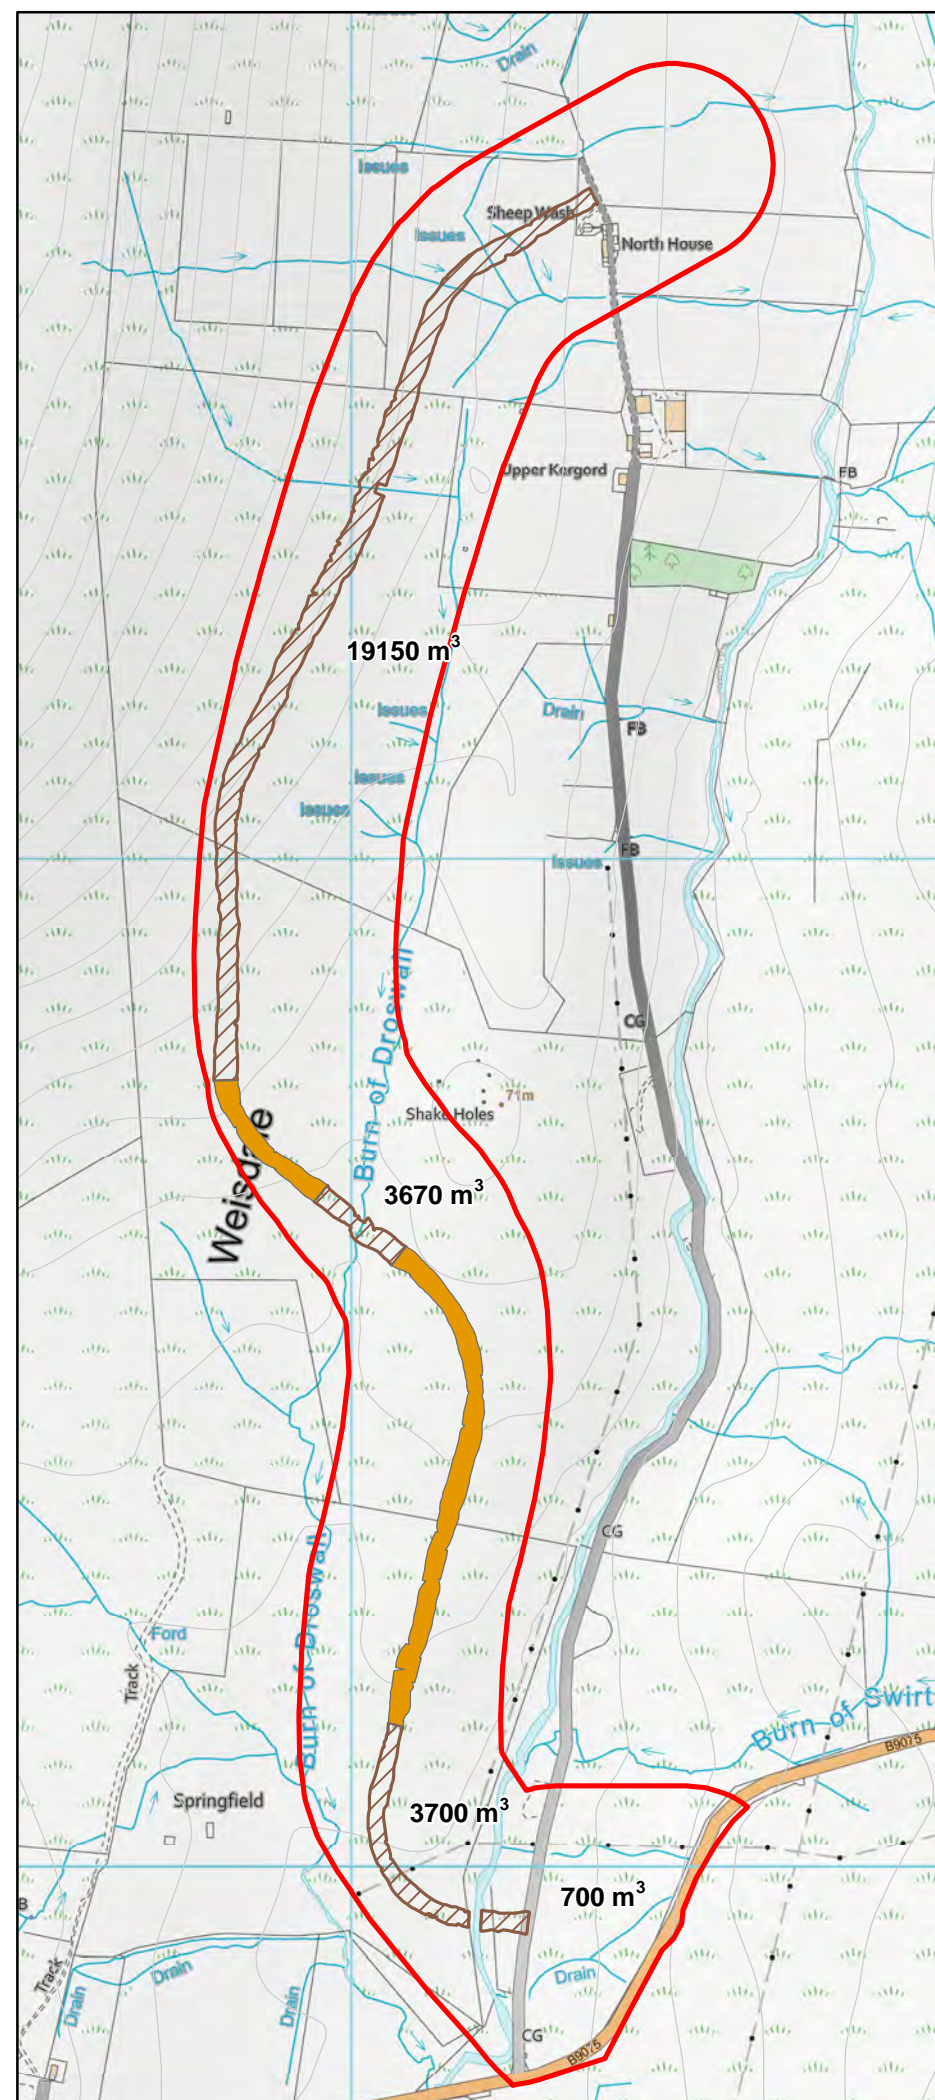 Drain
Issues
Sheep Wash
Issues
North House
Upper Kergord
FB
19150 m³
Issues
Drain
FB
Issues
Issues
FB
Issues
Burn of Droswall
CG
71m
Shake Holes
Weisdale
3670 m³
CG
Burn of Droswall
Ford
Track
Burn of Swirt
B9075
Springfield
3700 m³
700 m³
B
Track
Drain
Drain
Drain
Drain
CG
B9075